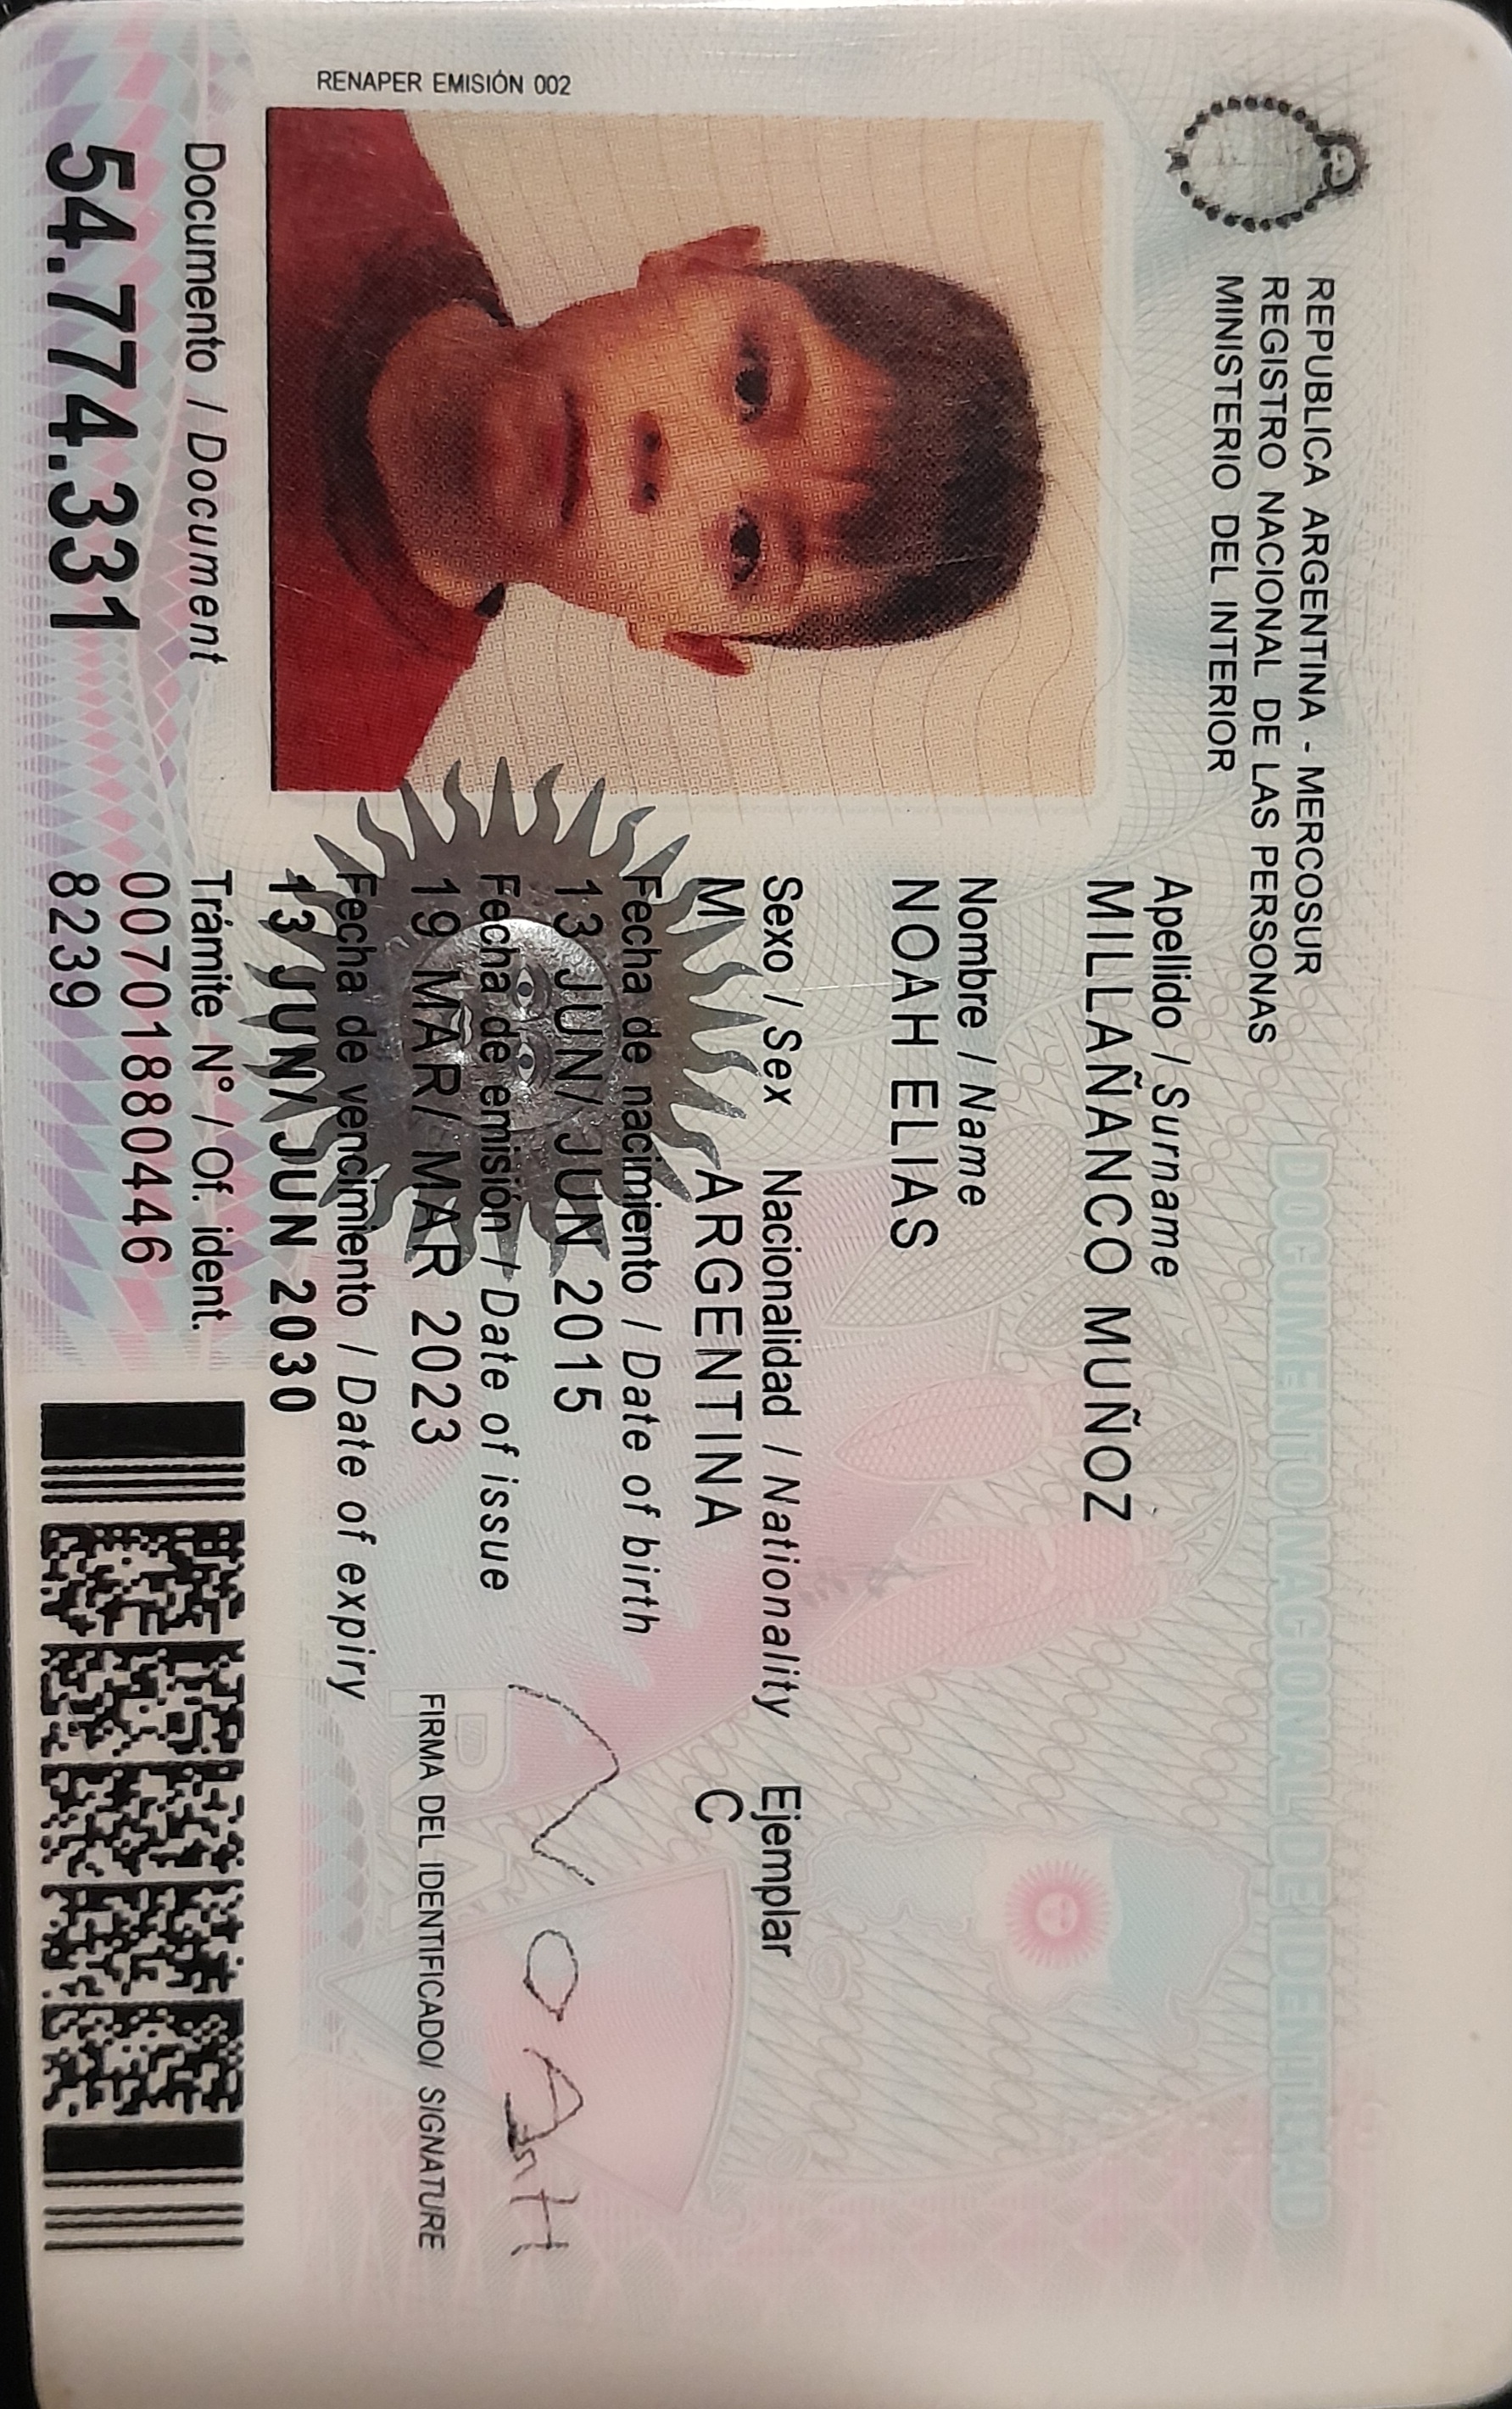 REPUBLICA ARGENTINA - MERCOSUR
REGISTRO NACIONAL DE LAS PERSONAS
MINISTERIO DEL INTERIOR
DOCUMENTO NACIONAL DE IDENTIDAD
RENAPER EMISIÓN 002
Apellido / Surname
MILLAÑANCO MUÑOZ
Nombre / Name
NOAH ELIAS
Sexo / Sex Nacionalidad / Nationality Ejemplar
M ARGENTINA C
Fecha de nacimiento / Date of birth
13 JUN/ JUN 2015
Fecha de emisión / Date of issue
19 MAR/ MAR 2023
Fecha de vencimiento / Date of expiry
13 JUN/ JUN 2030
NOAH
FIRMA DEL IDENTIFICADO/ SIGNATURE
Documento / Document
54.774.331
Trámite N° / Of. ident.
00701880446
8239